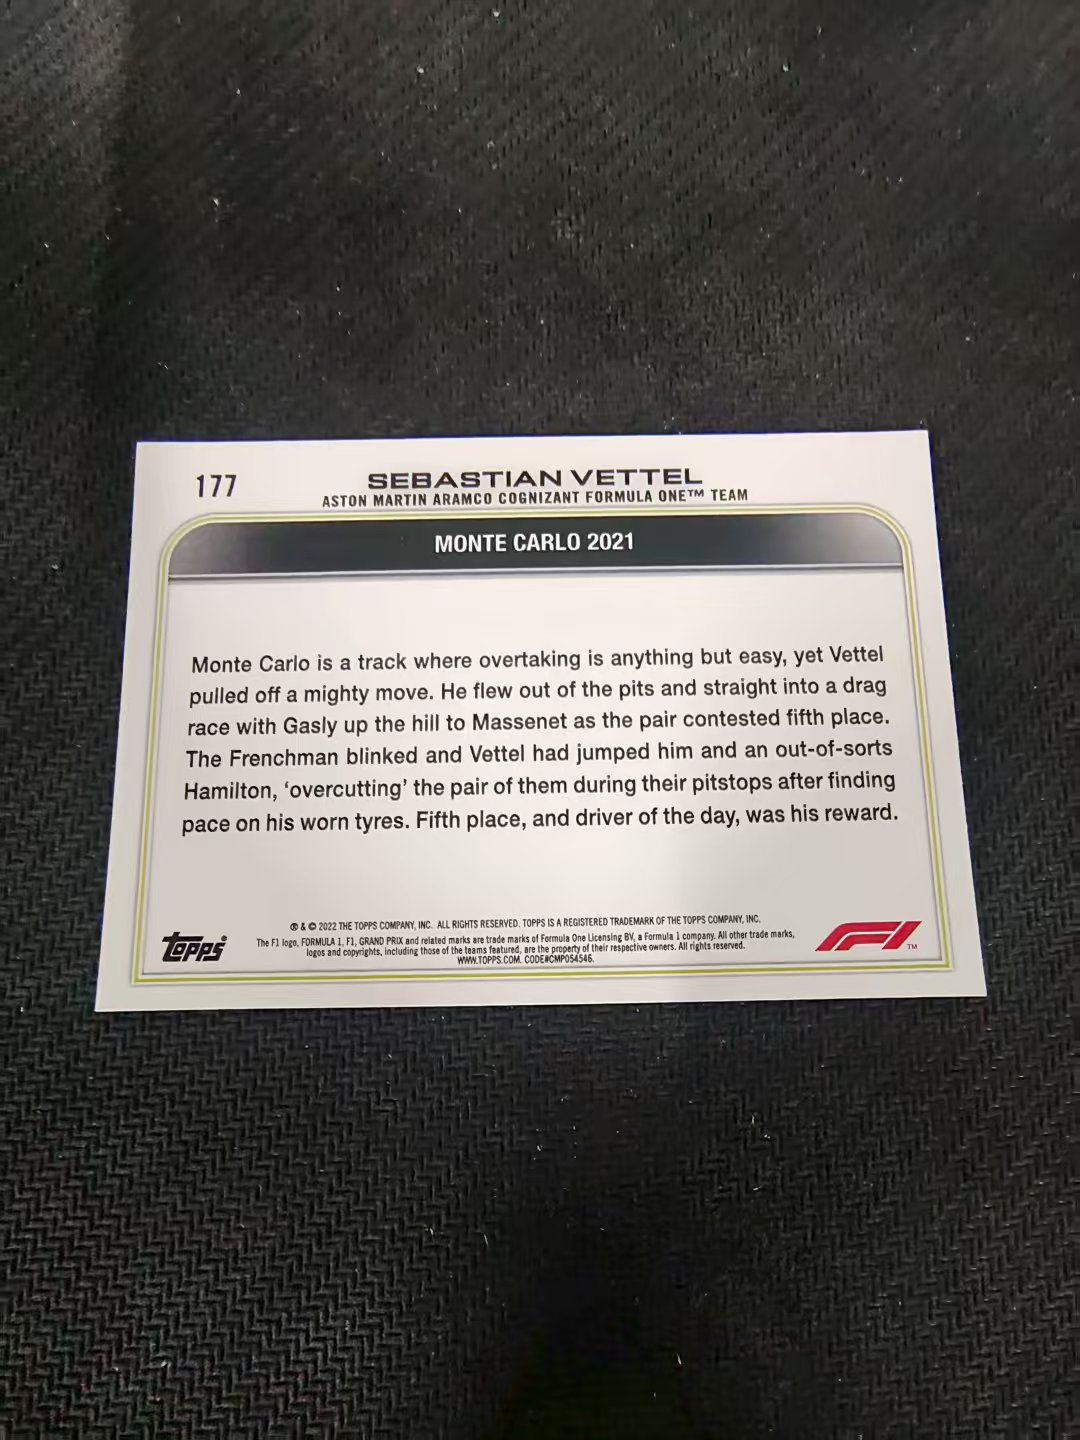 177
SEBASTIAN VETTEL
ASTON MARTIN ARAMCO COGNIZANT FORMULA ONE™ TEAM
MONTE CARLO 2021
Monte Carlo is a track where overtaking is anything but easy, yet Vettel
pulled off a mighty move. He flew out of the pits and straight into a drag
race with Gasly up the hill to Massenet as the pair contested fifth place.
The Frenchman blinked and Vettel had jumped him and an out-of-sorts
Hamilton, ‘overcutting’ the pair of them during their pitstops after finding
pace on his worn tyres. Fifth place, and driver of the day, was his reward.
® & © 2022 THE TOPPS COMPANY, INC. ALL RIGHTS RESERVED. TOPPS IS A REGISTERED TRADEMARK OF THE TOPPS COMPANY, INC.
The F1 logo, FORMULA 1, F1, GRAND PRIX and related marks are trade marks of Formula One Licensing BV, a Formula 1 company. All other trade marks,
logos and copyrights, including those of the teams featured, are the property of their respective owners. All rights reserved.
WWW.TOPPS.COM. CODE#CMP054546.
Topps®
F1™